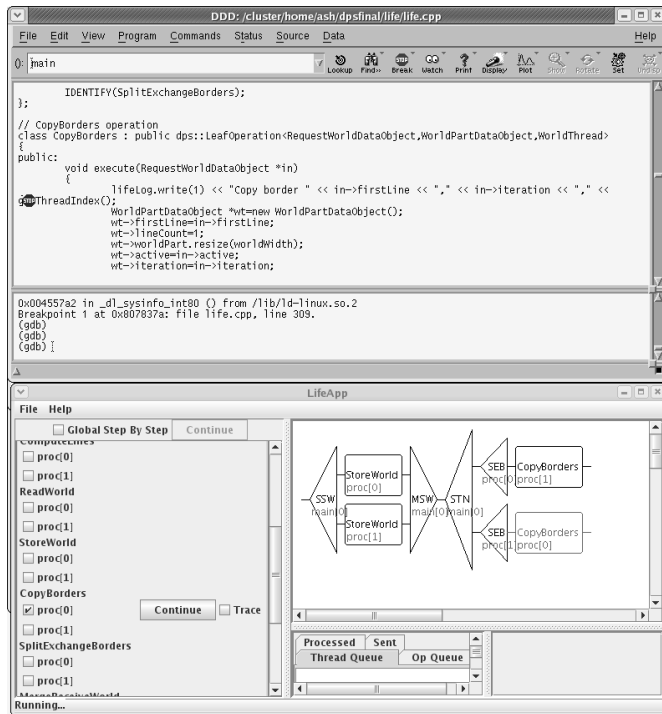 DDD: /cluster/home/ash/dpsfinal/life/life.cpp
File Edit View Program Commands Status Source Data Help
(): main
Lookup Find>> Break Watch Print Display Plot Show Rotate Set Undisp
IDENTIFY(SplitExchangeBorders);
};
// CopyBorders operation
class CopyBorders : public dps::LeafOperation<RequestWorldDataObject,WorldPartDataObject,WorldThread>
{
public:
void execute(RequestWorldDataObject *in)
{
lifeLog.write(1) << "Copy border " << in->firstLine << "," << in->iteration << "," <<
ThreadIndex();
WorldPartDataObject *wt=new WorldPartDataObject();
wt->firstLine=in->firstLine;
wt->lineCount=1;
wt->worldPart.resize(worldWidth);
wt->active=in->active;
wt->iteration=in->iteration;
0x004557a2 in _dl_sysinfo_int80 () from /lib/ld-linux.so.2
Breakpoint 1 at 0x807837a: file life.cpp, line 309.
(gdb)
(gdb)
(gdb)
LifeApp
File Help
Global Step By Step Continue
ComputeLines
proc[0]
proc[1]
ReadWorld
proc[0]
proc[1]
StoreWorld
proc[0]
proc[1]
CopyBorders
proc[0] Continue Trace
proc[1]
SplitExchangeBorders
proc[0]
proc[1]
MergeReceiveWorld
Running...
SSW
main[0]
StoreWorld
proc[0]
StoreWorld
proc[1]
MSW
main[0]
STN
main[0]
SEB
proc[0]
CopyBorders
proc[1]
SEB
proc[1]
CopyBorders
proc[0]
Processed Sent
Thread Queue Op Queue